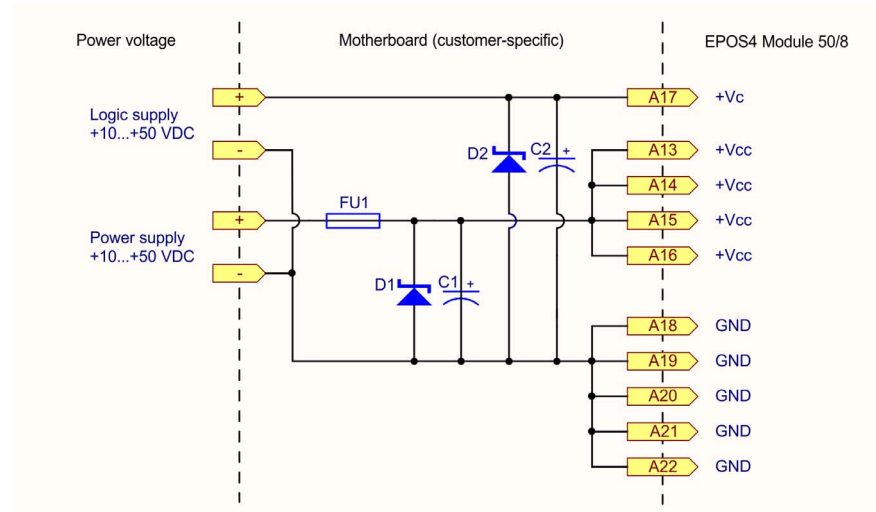 Power voltage
Motherboard (customer-specific)
EPOS4 Module 50/8
Logic supply
+10...+50 VDC
+
-
Power supply
+10...+50 VDC
+
-
FU1
D1
C1
+
D2
C2
+
A17
+Vc
A13
+Vcc
A14
+Vcc
A15
+Vcc
A16
+Vcc
A18
GND
A19
GND
A20
GND
A21
GND
A22
GND